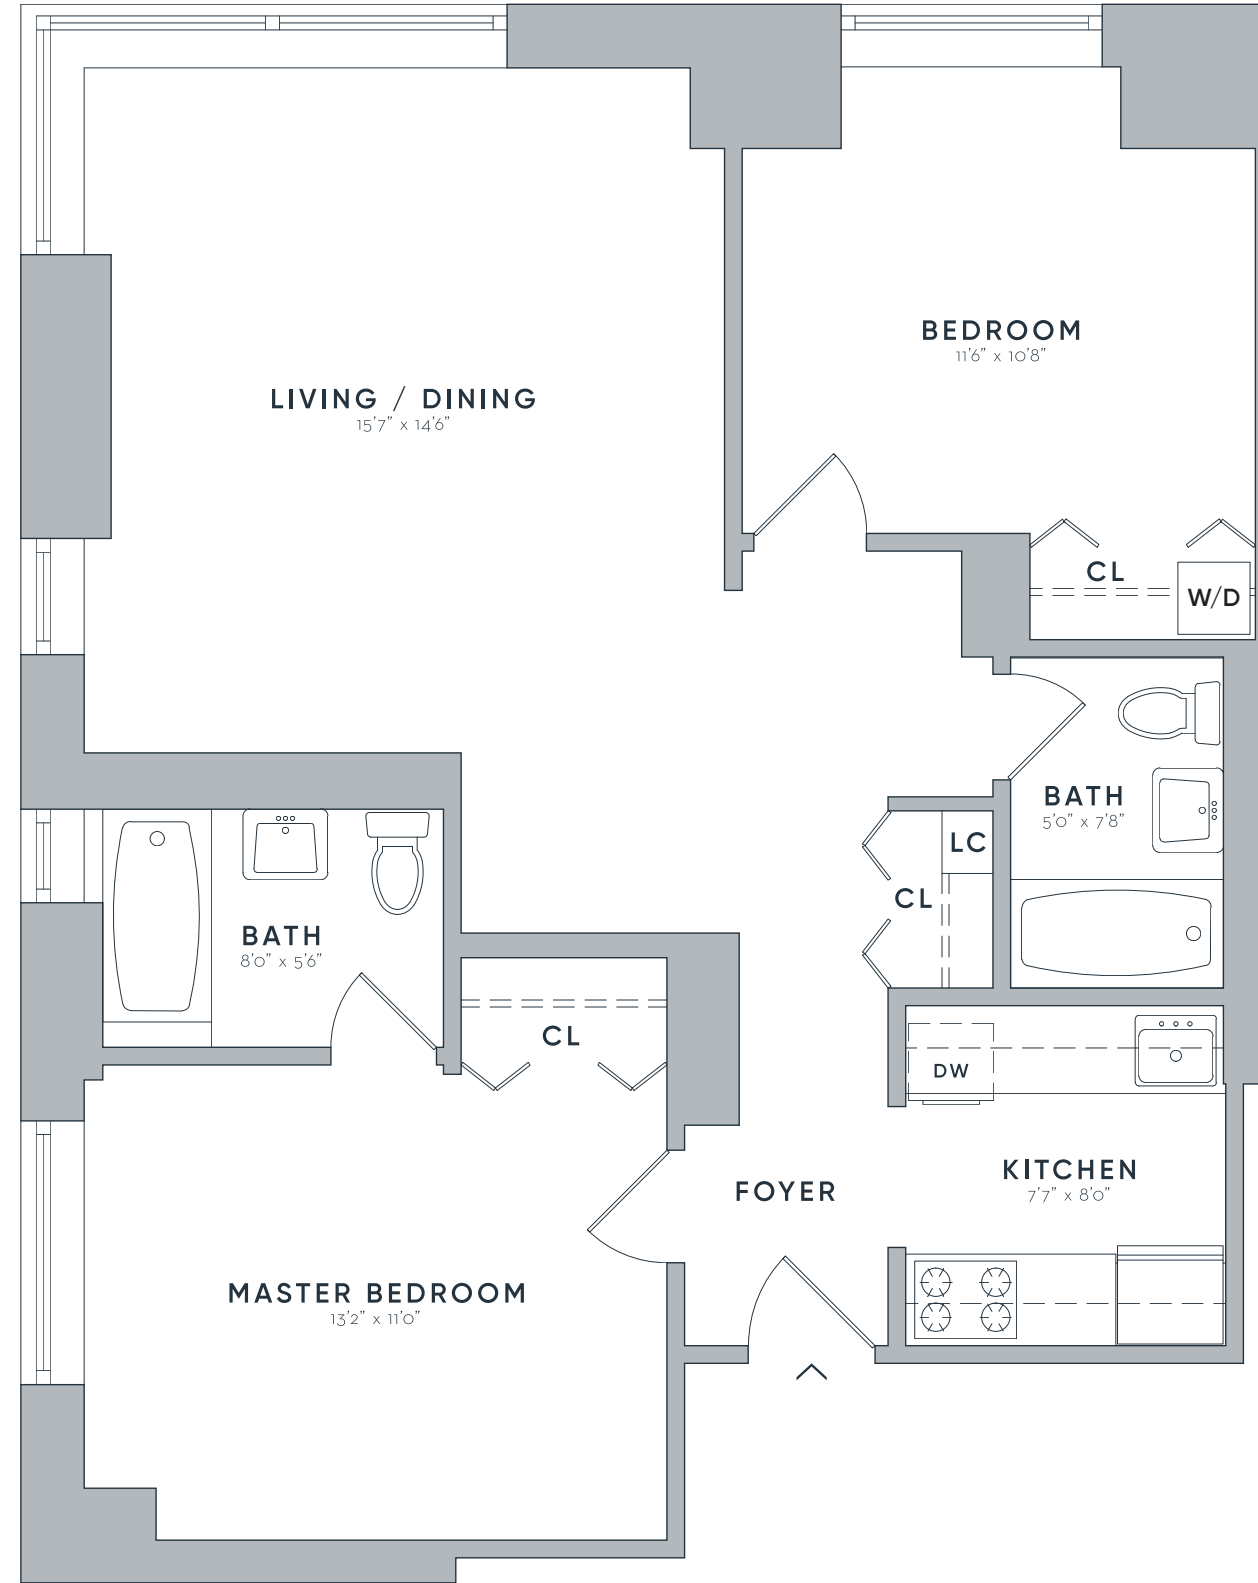 BEDROOM
11'6" x 10'8"
LIVING / DINING
15'7" x 14'6"
CL
W/D
BATH
5'0" x 7'8"
LC
CL
BATH
8'0" x 5'6"
CL
DW
KITCHEN
7'7" x 8'0"
FOYER
MASTER BEDROOM
13'2" x 11'0"